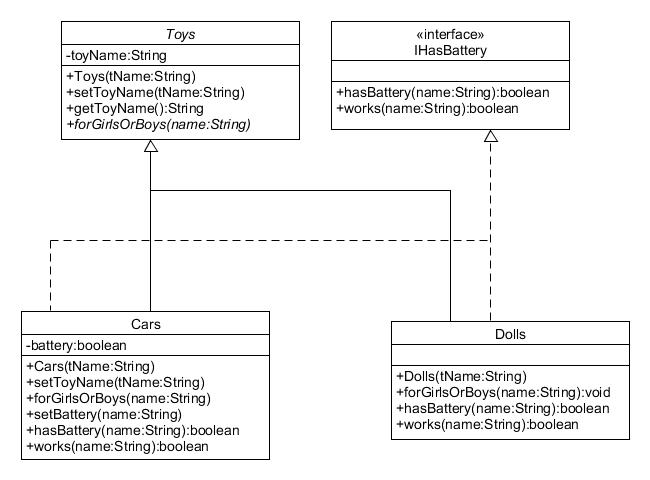 Toys
-toyName:String
+Toys(tName:String)
+setToyName(tName:String)
+getToyName():String
+forGirlsOrBoys(name:String)
«interface»
IHasBattery
+hasBattery(name:String):boolean
+works(name:String):boolean
Cars
-battery:boolean
+Cars(tName:String)
+setToyName(tName:String)
+forGirlsOrBoys(name:String)
+setBattery(name:String)
+hasBattery(name:String):boolean
+works(name:String):boolean
Dolls
+Dolls(tName:String)
+forGirlsOrBoys(name:String):void
+hasBattery(name:String):boolean
+works(name:String):boolean